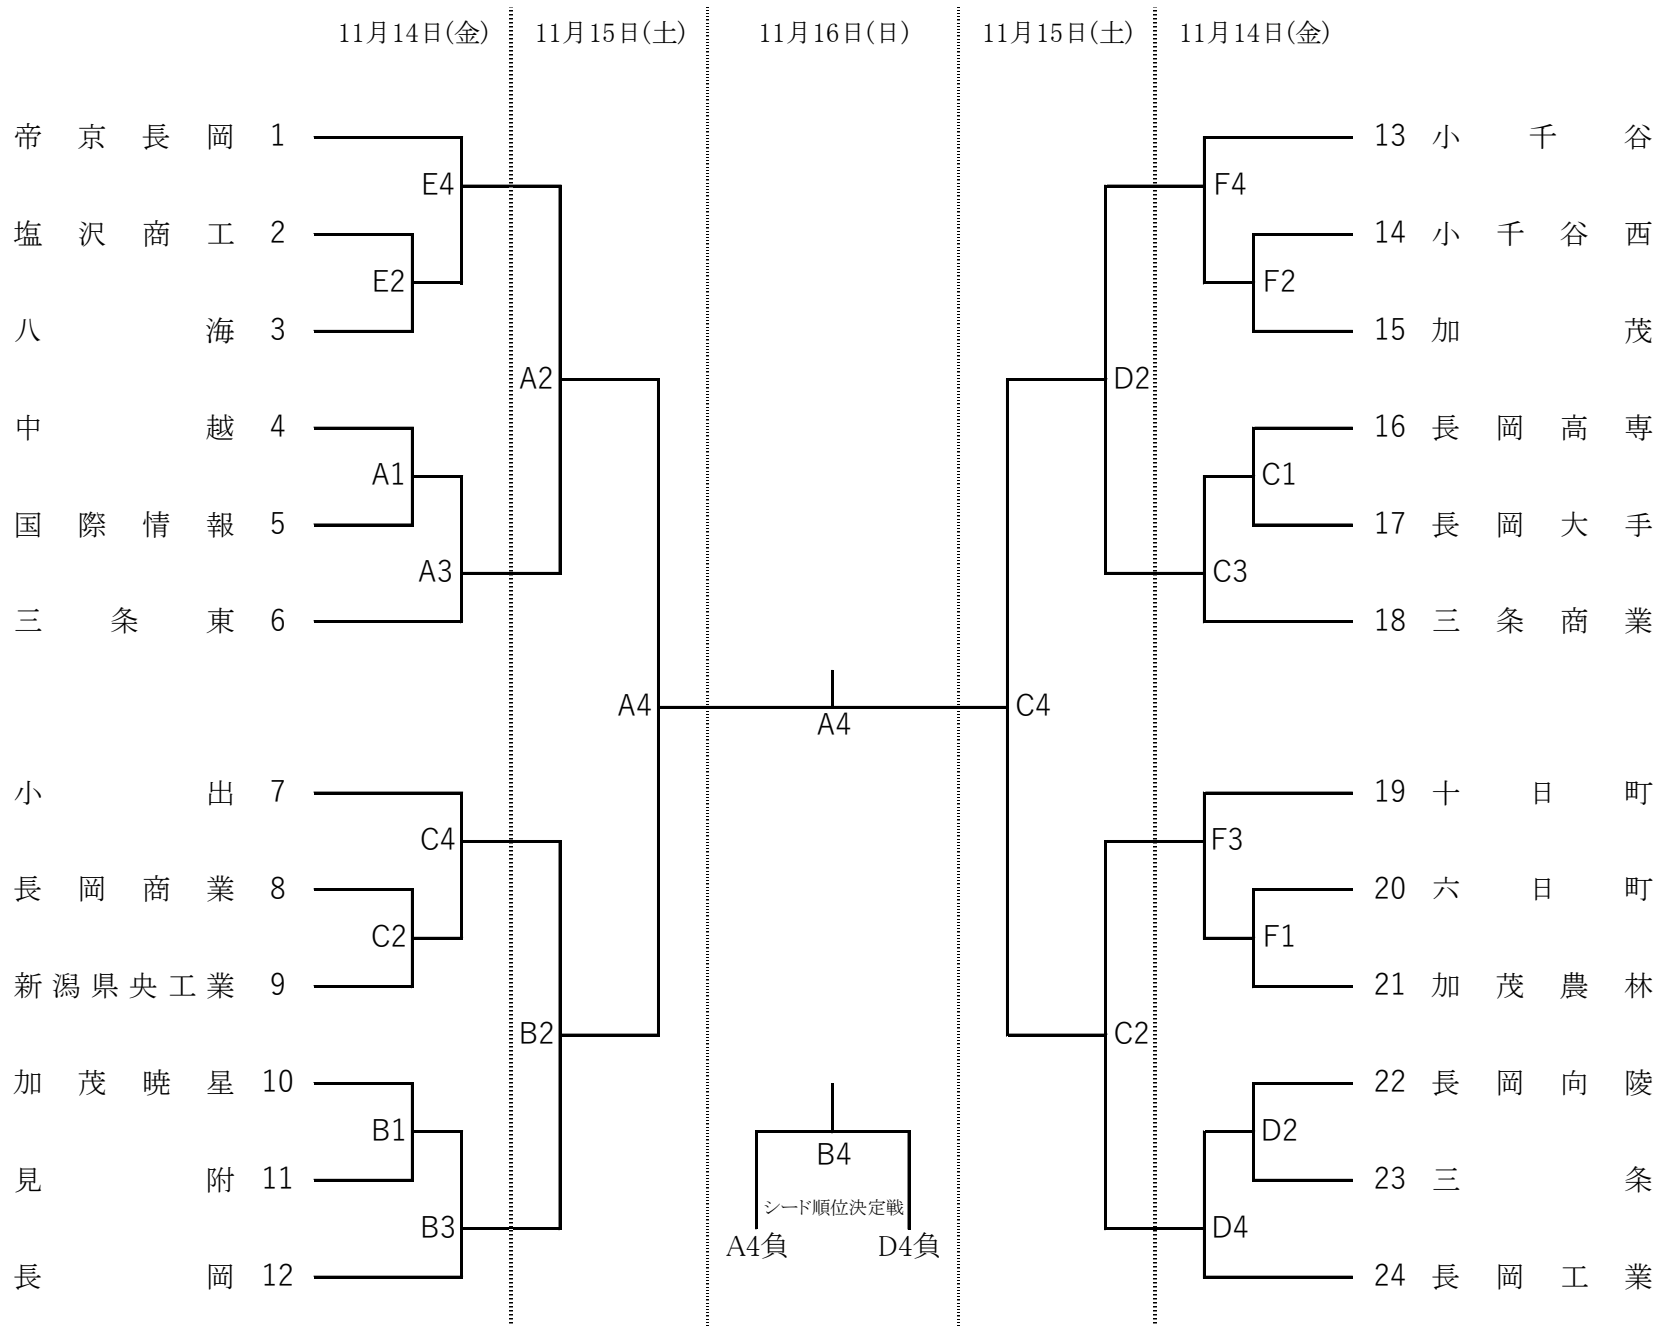 11月14日(金) 11月15日(土) 11月16日(日) 11月15日(土) 11月14日(金)
帝京長岡 1
E4
塩沢商工 2
E2
八海 3
A2
中越 4
A1
国際情報 5
A3
三条東 6
A4
小出 7
C4
長岡商業 8
C2
新潟県央工業 9
B2
加茂暁星 10
B1
見附 11
B3
長岡 12
A4
B4
シード順位決定戦
A4負 D4負
13 小千谷
F4
14 小千谷西
F2
15 加茂
D2
16 長岡高専
C1
17 長岡大手
C3
18 三条商業
C4
19 十日町
F3
20 六日町
F1
21 加茂農林
C2
22 長岡向陵
D2
23 三条
D4
24 長岡工業